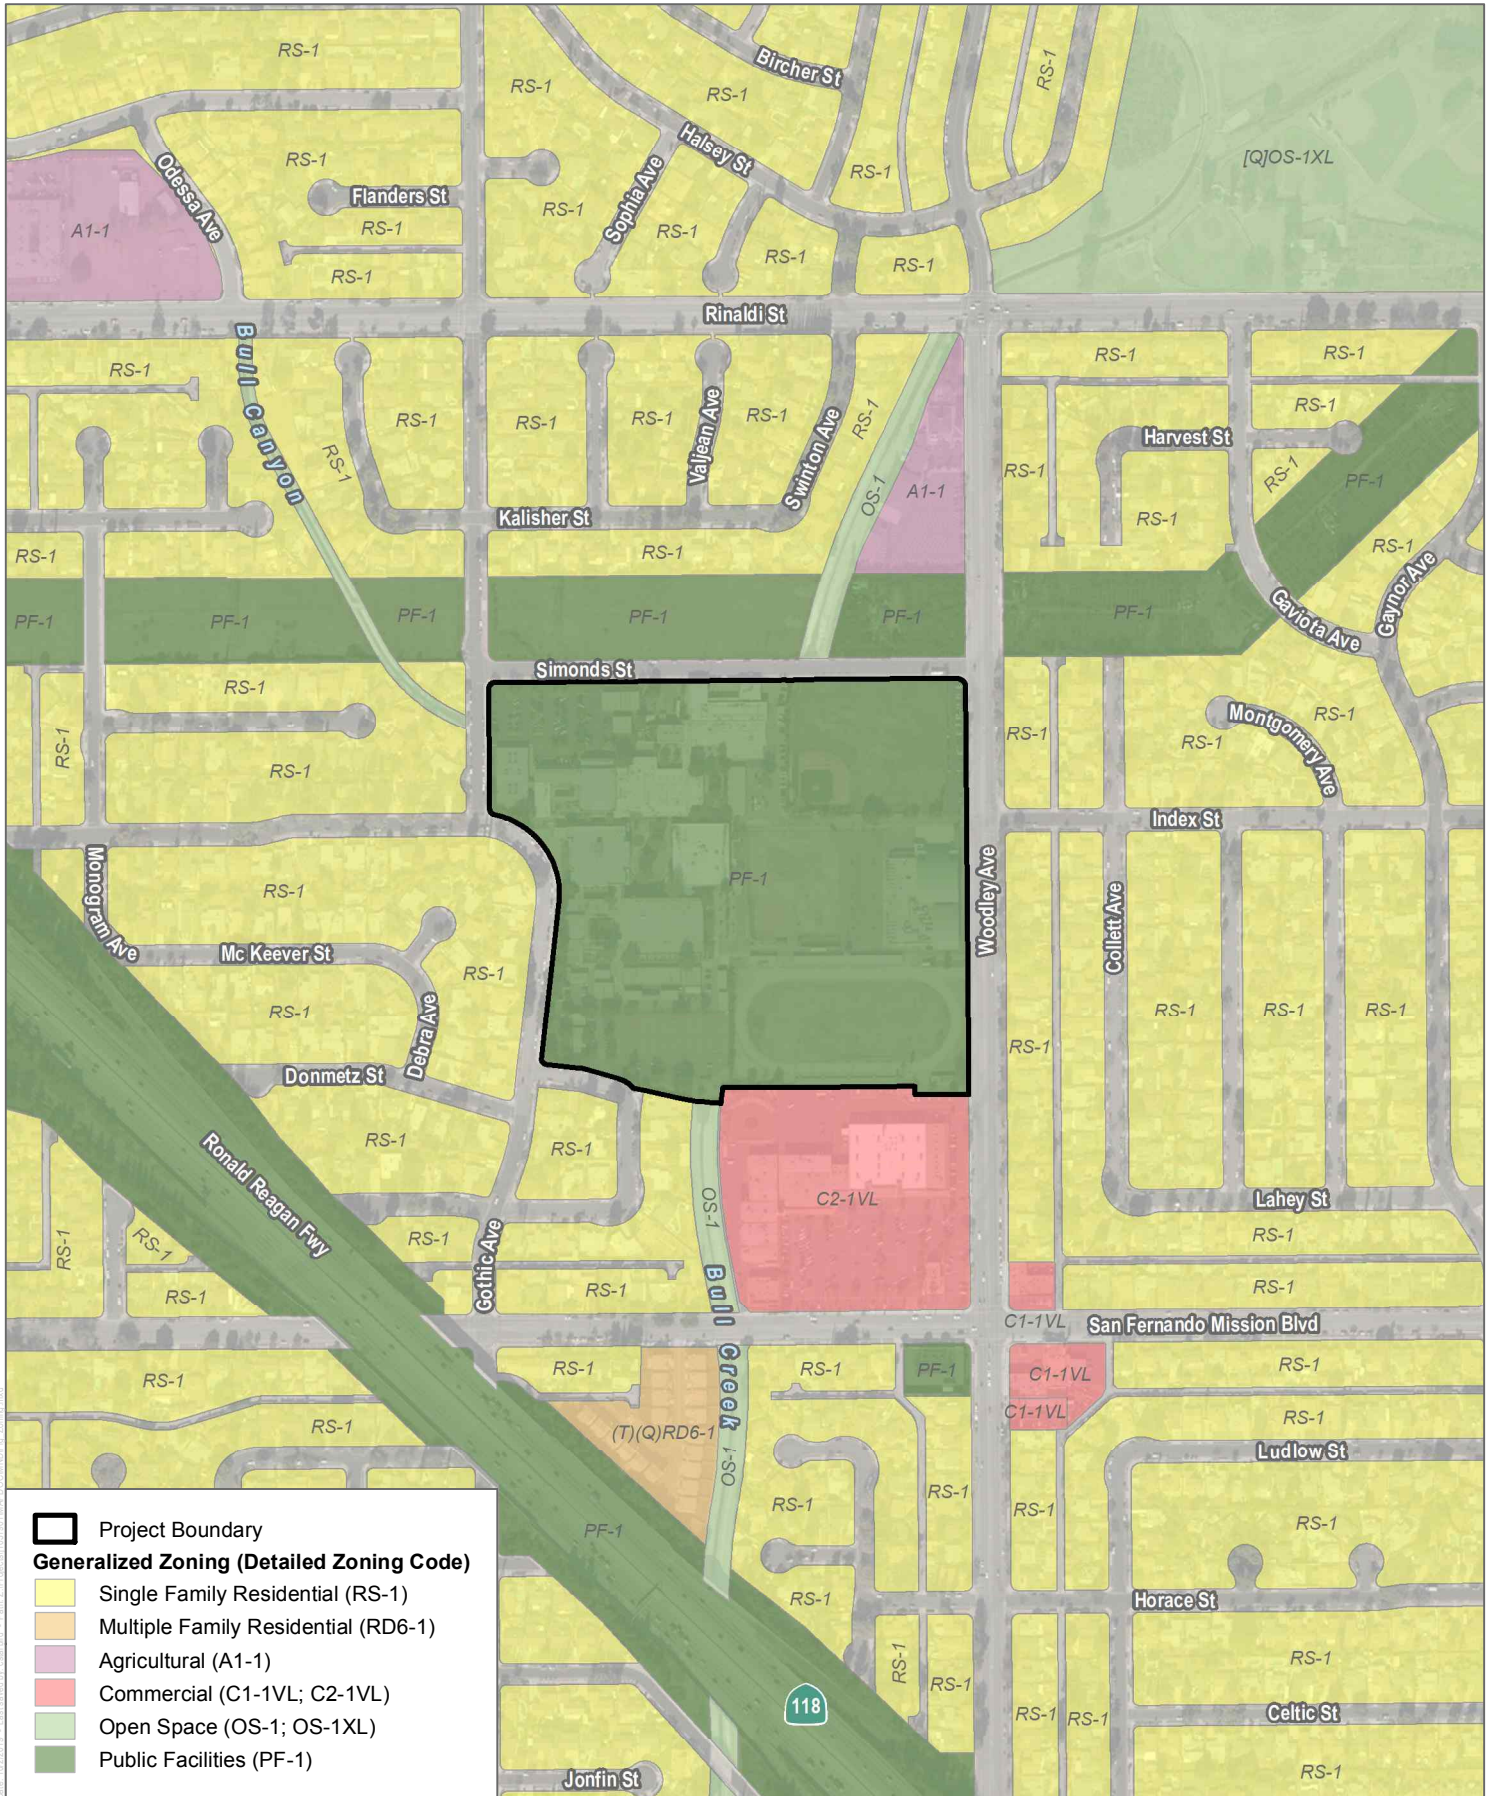 RS-1
RS-1
Bircher St
RS-1
RS-1
Halsey St
[Q]OS-1XL
RS-1
Odessa Ave
Sophia Ave
RS-1
Flanders St
RS-1
A1-1
RS-1
RS-1
RS-1
RS-1
RS-1
Rinaldi St
Bull Canyon
RS-1
RS-1
RS-1
RS-1
RS-1
RS-1
RS-1
RS-1
Valjean Ave
Swinton Ave
RS-1
Harvest St
RS-1
RS-1
RS-1
PF-1
OS-1
A1-1
Kalisher St
RS-1
RS-1
RS-1
RS-1
Gaynor Ave
Gaviota Ave
PF-1
PF-1
PF-1
PF-1
PF-1
PF-1
Simonds St
RS-1
RS-1
Montgomery Ave
RS-1
RS-1
RS-1
RS-1
Index St
Monogram Ave
RS-1
PF-1
Woodley Ave
Collett Ave
Mc Keever St
RS-1
RS-1
Debra Ave
RS-1
RS-1
RS-1
RS-1
Donmetz St
RS-1
RS-1
Ronald Reagan Fwy
OS-1
C2-1VL
Lahey St
RS-1
RS-1
RS-1
RS-1
Gothic Ave
Bull Creek
RS-1
RS-1
RS-1
C1-1VL
San Fernando Mission Blvd
RS-1
RS-1
RS-1
PF-1
C1-1VL
RS-1
C1-1VL
RS-1
RS-1
(T)(Q)RD6-1
Ludlow St
OS-1
RS-1
RS-1
RS-1
RS-1
PF-1
RS-1
Horace St
RS-1
RS-1
RS-1
118
RS-1
RS-1
Celtic St
Jonfin St
RS-1
Project Boundary
Generalized Zoning (Detailed Zoning Code)
Single Family Residential (RS-1)
Multiple Family Residential (RD6-1)
Agricultural (A1-1)
Commercial (C1-1VL; C2-1VL)
Open Space (OS-1; OS-1XL)
Public Facilities (PF-1)